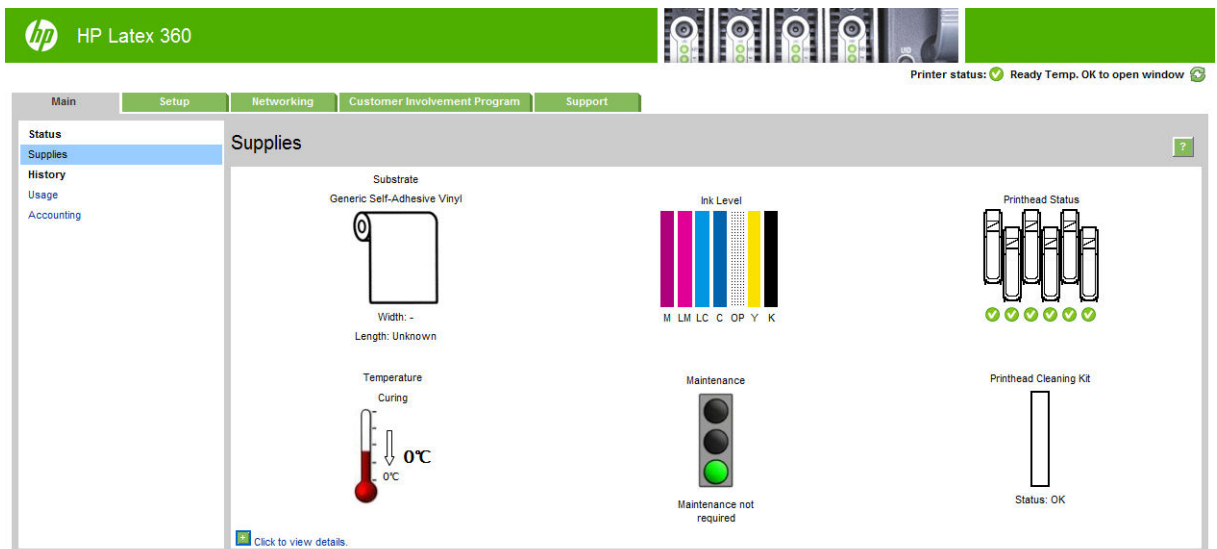 hp HP Latex 360
Printer status: Ready Temp. OK to open window
Main Setup Networking Customer Involvement Program Support
Status
Supplies
History
Usage
Accounting
Supplies
?
Substrate
Generic Self-Adhesive Vinyl
Width: -
Length: Unknown
Ink Level
M LM LC C OP Y K
Printhead Status
Temperature
Curing
0℃
0℃
Maintenance
Maintenance not
required
Printhead Cleaning Kit
Status: OK
+ Click to view details.